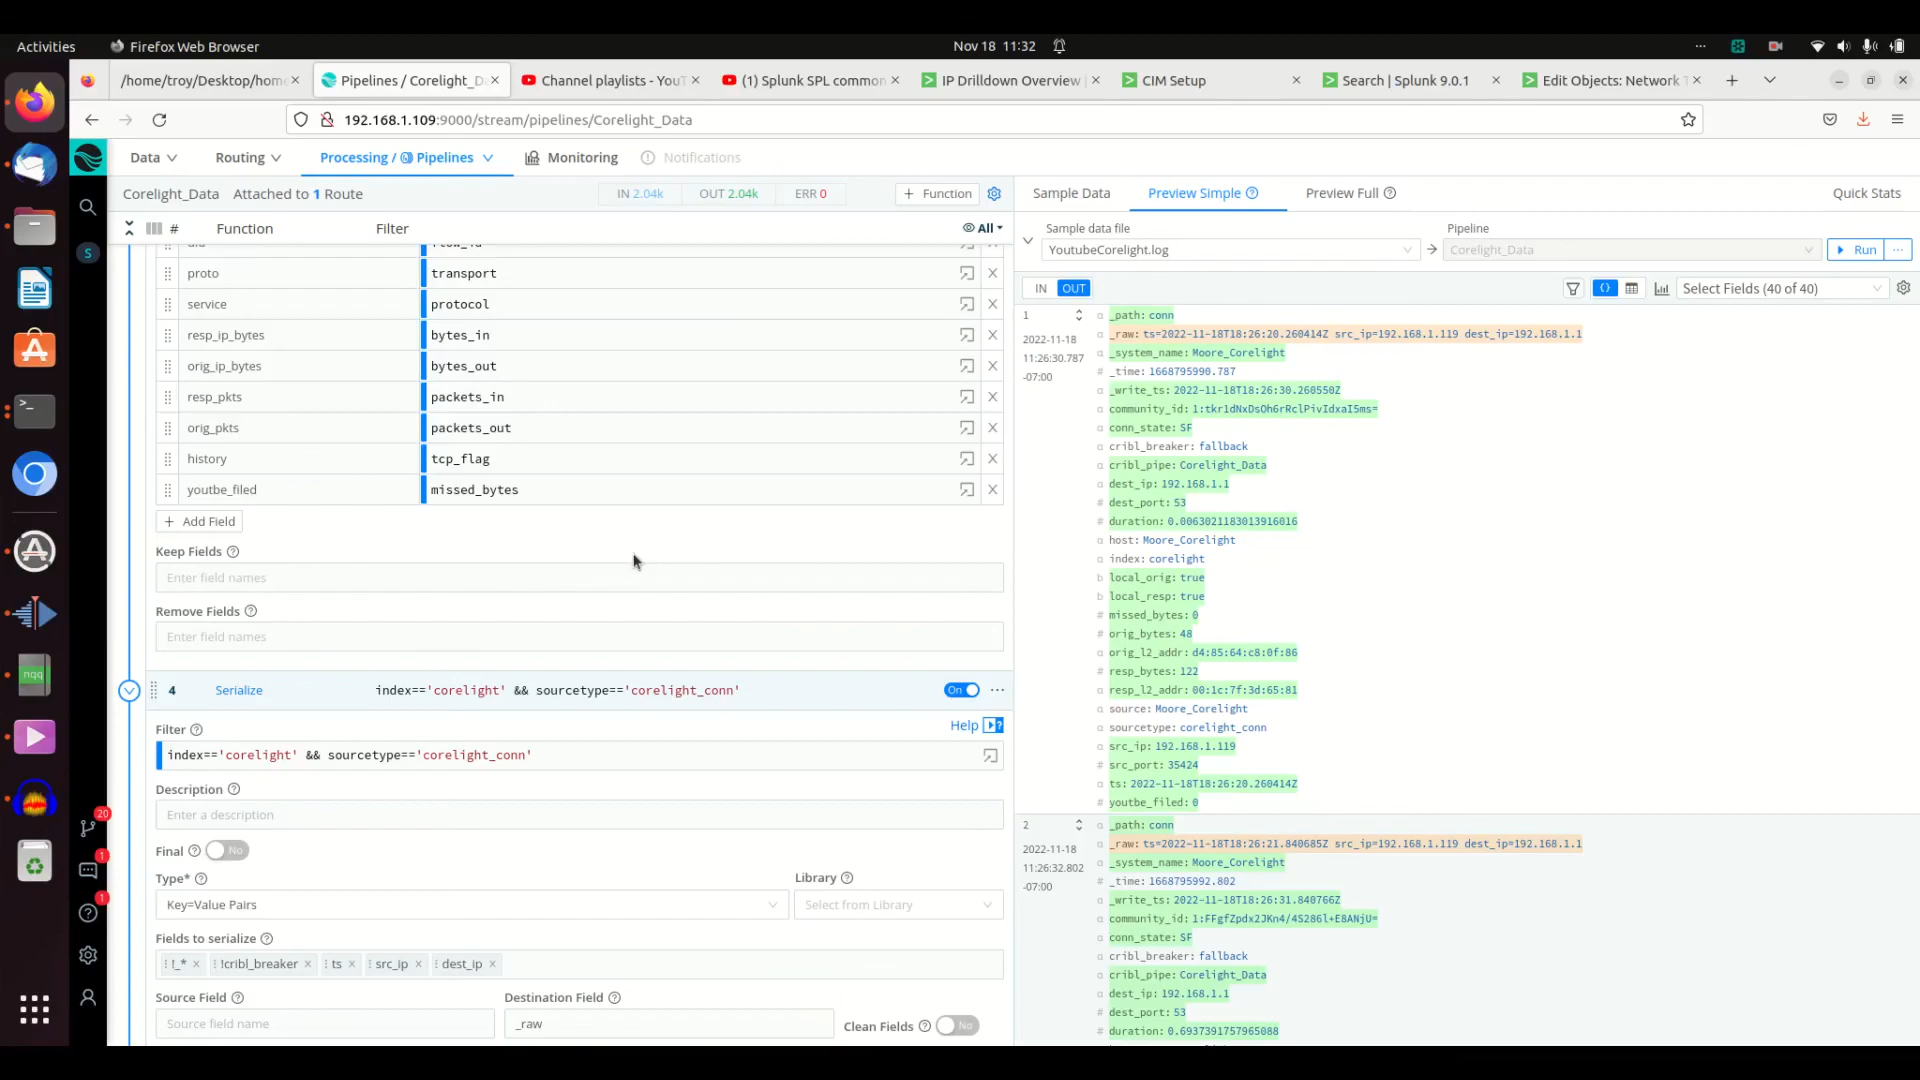 Activities
Firefox Web Browser
Nov 18 11:32
/home/troy/Desktop/hom
Pipelines / Corelight_D
Channel playlists - YouT
(1) Splunk SPL common
IP Drilldown Overview
CIM Setup
Search | Splunk 9.0.1
Edit Objects: Network T
192.168.1.109:9000/stream/pipelines/Corelight_Data
Data
Routing
Processing / Pipelines
Monitoring
Notifications
Corelight_Data
Attached to 1 Route
IN 2.04k
OUT 2.04k
ERR 0
+ Function
# Function Filter
All
proto transport
service protocol
resp_ip_bytes bytes_in
orig_ip_bytes bytes_out
resp_pkts packets_in
orig_pkts packets_out
history tcp_flag
youtbe_filed missed_bytes
+ Add Field
Keep Fields
Enter field names
Remove Fields
Enter field names
4 Serialize index=='corelight' && sourcetype=='corelight_conn' On
Filter
Help
index=='corelight' && sourcetype=='corelight_conn'
Description
Enter a description
Final No
Type*
Library
Key=Value Pairs
Select from Library
Fields to serialize
!_* !cribl_breaker ts src_ip dest_ip
Source Field
Destination Field
Source field name
_raw
Clean Fields No
S
20
1
1
nqq
Sample Data
Preview Simple
Preview Full
Quick Stats
Sample data file
Pipeline
YoutubeCorelight.log
Corelight_Data
Run
IN OUT
Select Fields (40 of 40)
1
2022-11-18
11:26:30.787
-07:00
α _path: conn
α _raw: ts=2022-11-18T18:26:20.260414Z src_ip=192.168.1.119 dest_ip=192.168.1.1
α _system_name: Moore_Corelight
# _time: 1668795990.787
α _write_ts: 2022-11-18T18:26:30.260550Z
α community_id: 1:tkr1dNxDsOh6rRclPivIdxaI5ms=
α conn_state: SF
α cribl_breaker: fallback
α cribl_pipe: Corelight_Data
α dest_ip: 192.168.1.1
# dest_port: 53
# duration: 0.0063021183013916016
α host: Moore_Corelight
α index: corelight
b local_orig: true
b local_resp: true
# missed_bytes: 0
# orig_bytes: 48
α orig_l2_addr: d4:85:64:c8:0f:86
# resp_bytes: 122
α resp_l2_addr: 00:1c:7f:3d:65:81
α source: Moore_Corelight
α sourcetype: corelight_conn
α src_ip: 192.168.1.119
# src_port: 35424
α ts: 2022-11-18T18:26:20.260414Z
# youtbe_filed: 0
2
2022-11-18
11:26:32.802
-07:00
α _path: conn
α _raw: ts=2022-11-18T18:26:21.840685Z src_ip=192.168.1.119 dest_ip=192.168.1.1
α _system_name: Moore_Corelight
# _time: 1668795992.802
α _write_ts: 2022-11-18T18:26:31.840766Z
α community_id: 1:FFgfZpdx2JKn4/4S286l+E8ANjU=
α conn_state: SF
α cribl_breaker: fallback
α cribl_pipe: Corelight_Data
α dest_ip: 192.168.1.1
# dest_port: 53
# duration: 0.6937391757965088